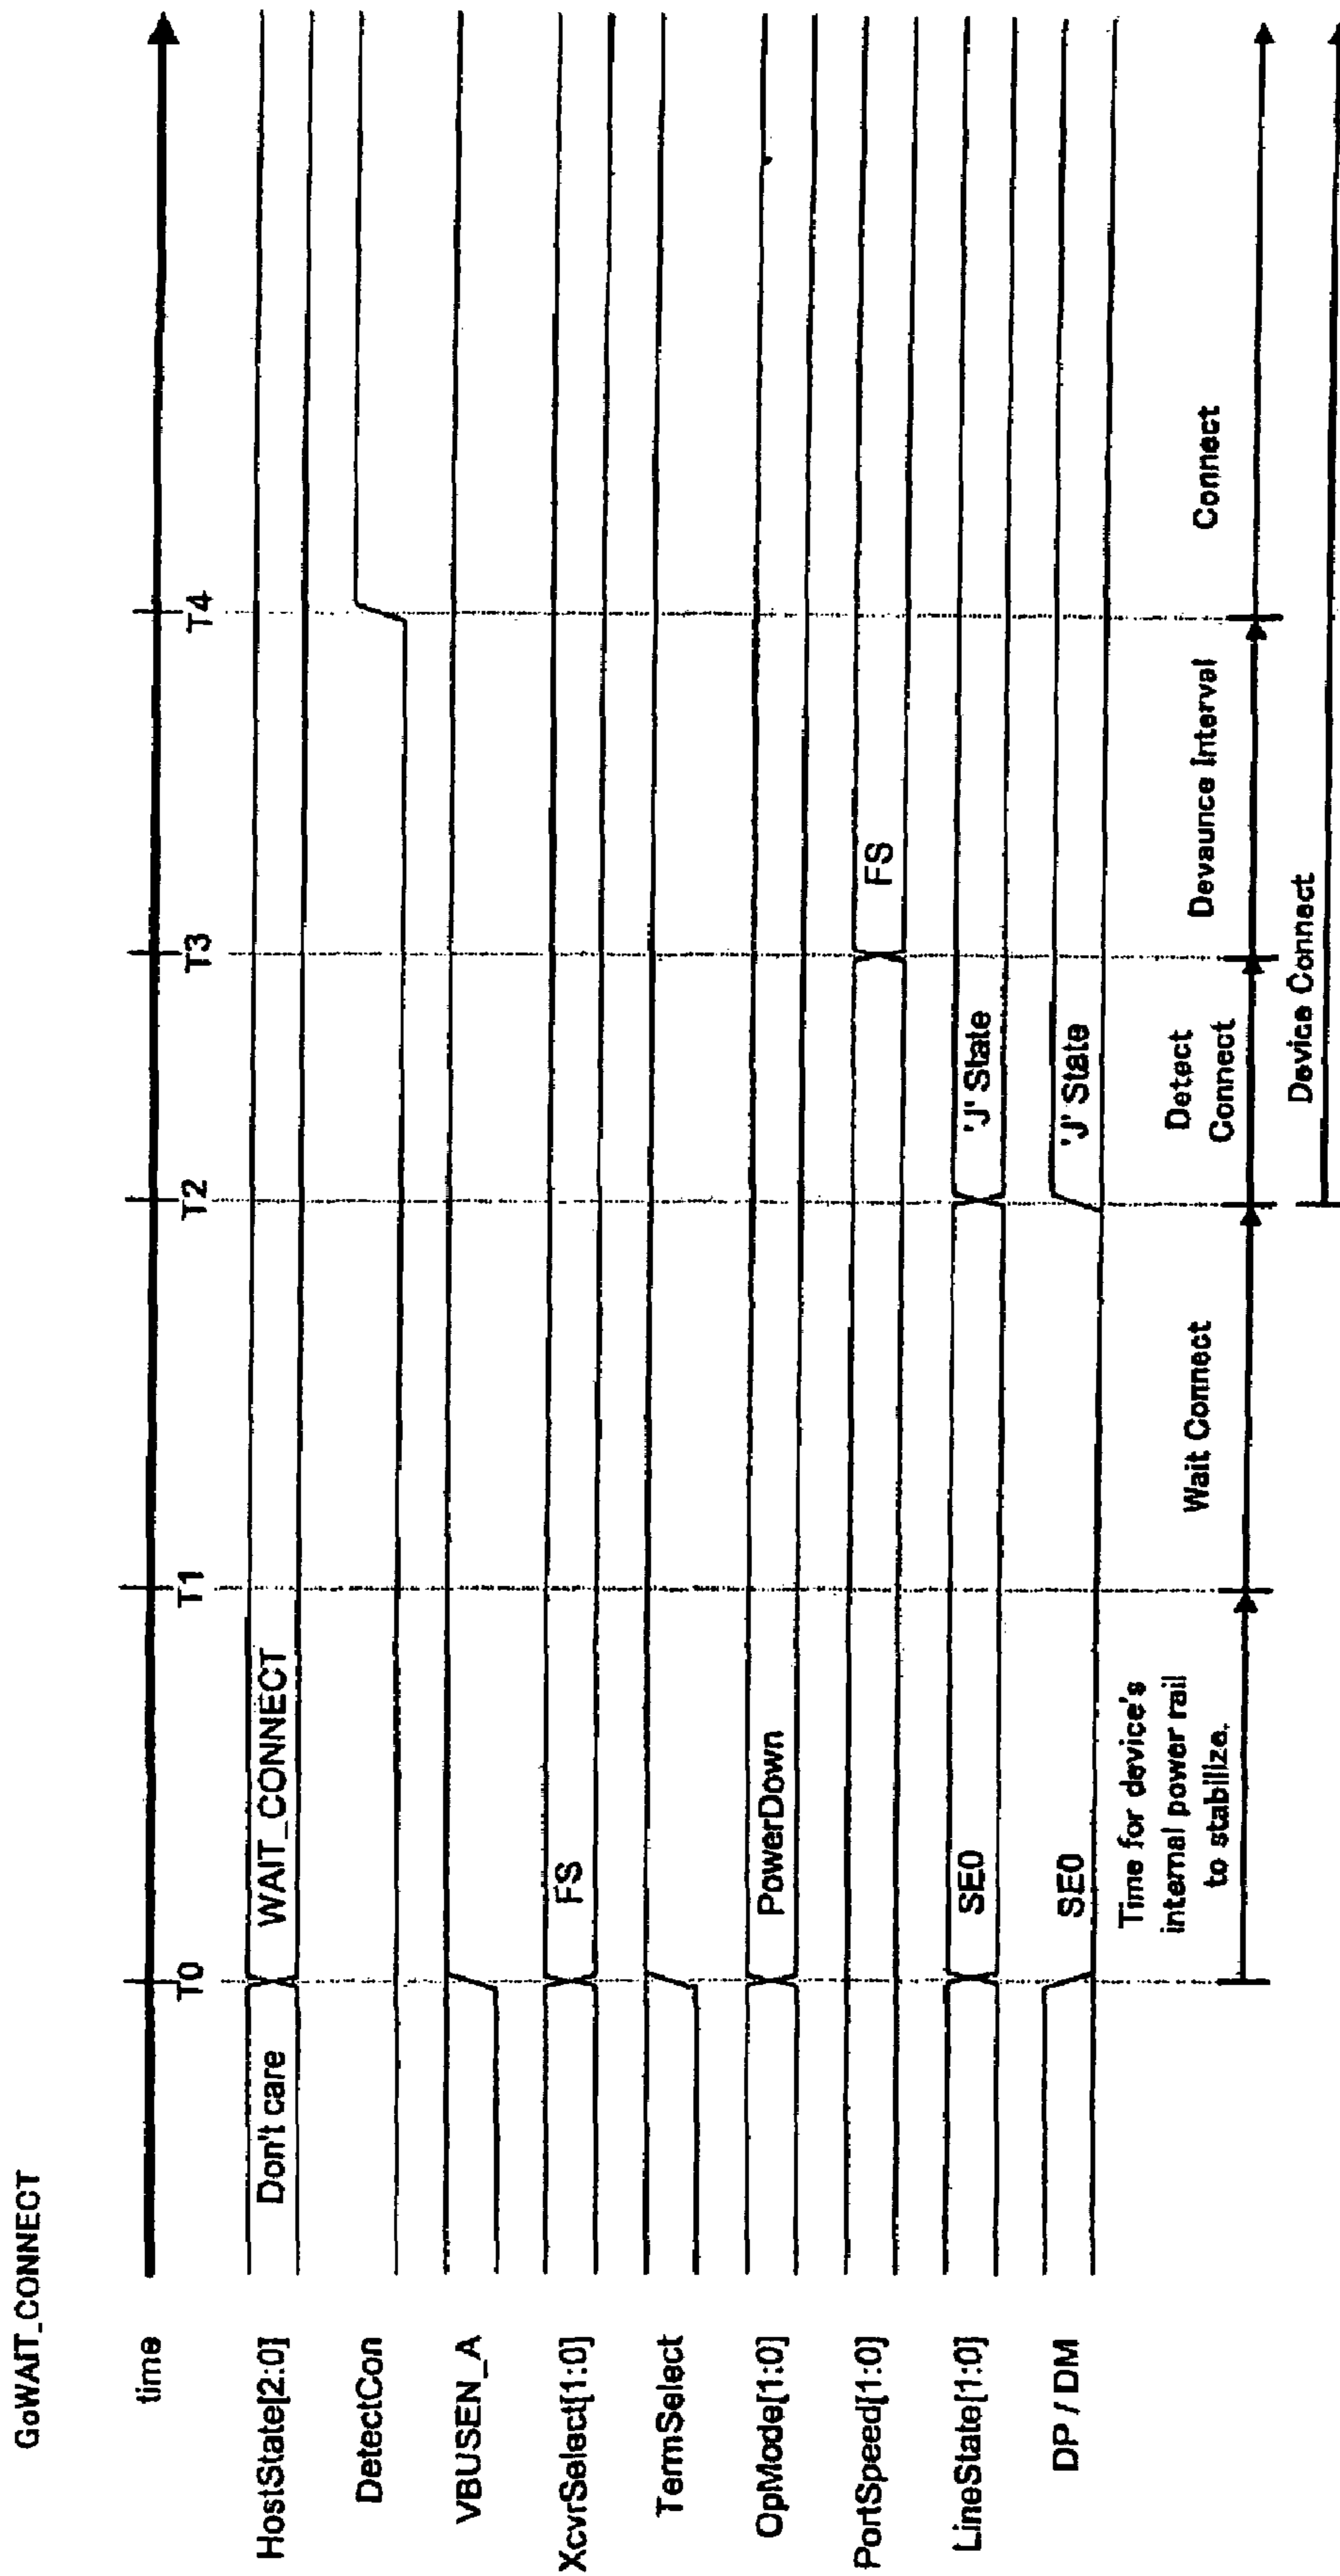 GoWAIT_CONNECT
time
T0
T1
T2
T3
T4
HostState[2:0]
Don't care
WAIT_CONNECT
DetectCon
VBUSEN_A
XcvrSelect[1:0]
FS
TermSelect
OpMode[1:0]
PowerDown
PortSpeed[1:0]
FS
LineState[1:0]
SE0
'J' State
DP / DM
SE0
'J' State
Time for device's
internal power rail
to stabilize.
Wait Connect
Detect
Connect
Devaunce Interval
Connect
Device Connect